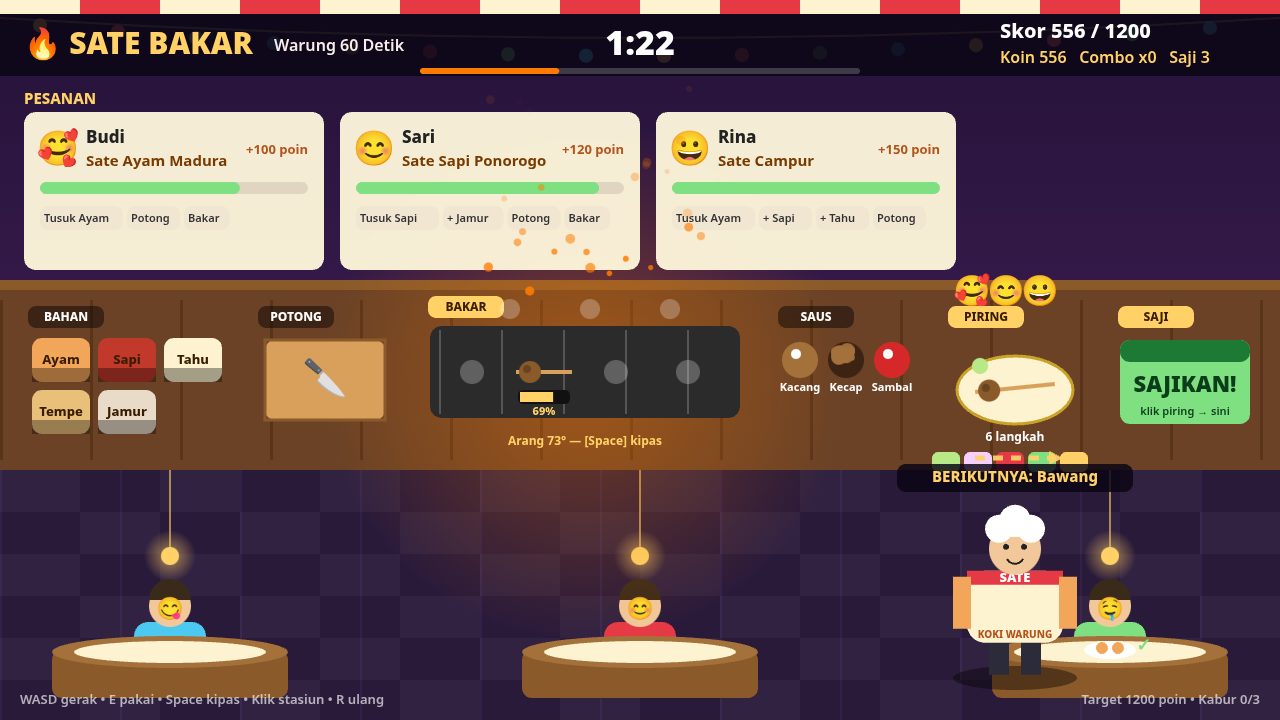 SATE BAKAR
Warung 60 Detik
1:22
Skor 556 / 1200
Koin 556 Combo x0 Saji 3
PESANAN
Budi
Sate Ayam Madura
+100 poin
Tusuk Ayam Potong Bakar
Sari
Sate Sapi Ponorogo
+120 poin
Tusuk Sapi + Jamur Potong Bakar
Rina
Sate Campur
+150 poin
Tusuk Ayam + Sapi + Tahu Potong
BAHAN
Ayam Sapi Tahu
Tempe Jamur
POTONG
BAKAR
69%
Arang 73° — [Space] kipas
SAUS
Kacang Kecap Sambal
PIRING
6 langkah
SAJI
SAJIKAN!
klik piring → sini
BERIKUTNYA: Bawang
SATE
KOKI WARUNG
WASD gerak • E pakai • Space kipas • Klik stasiun • R ulang
Target 1200 poin • Kabur 0/3